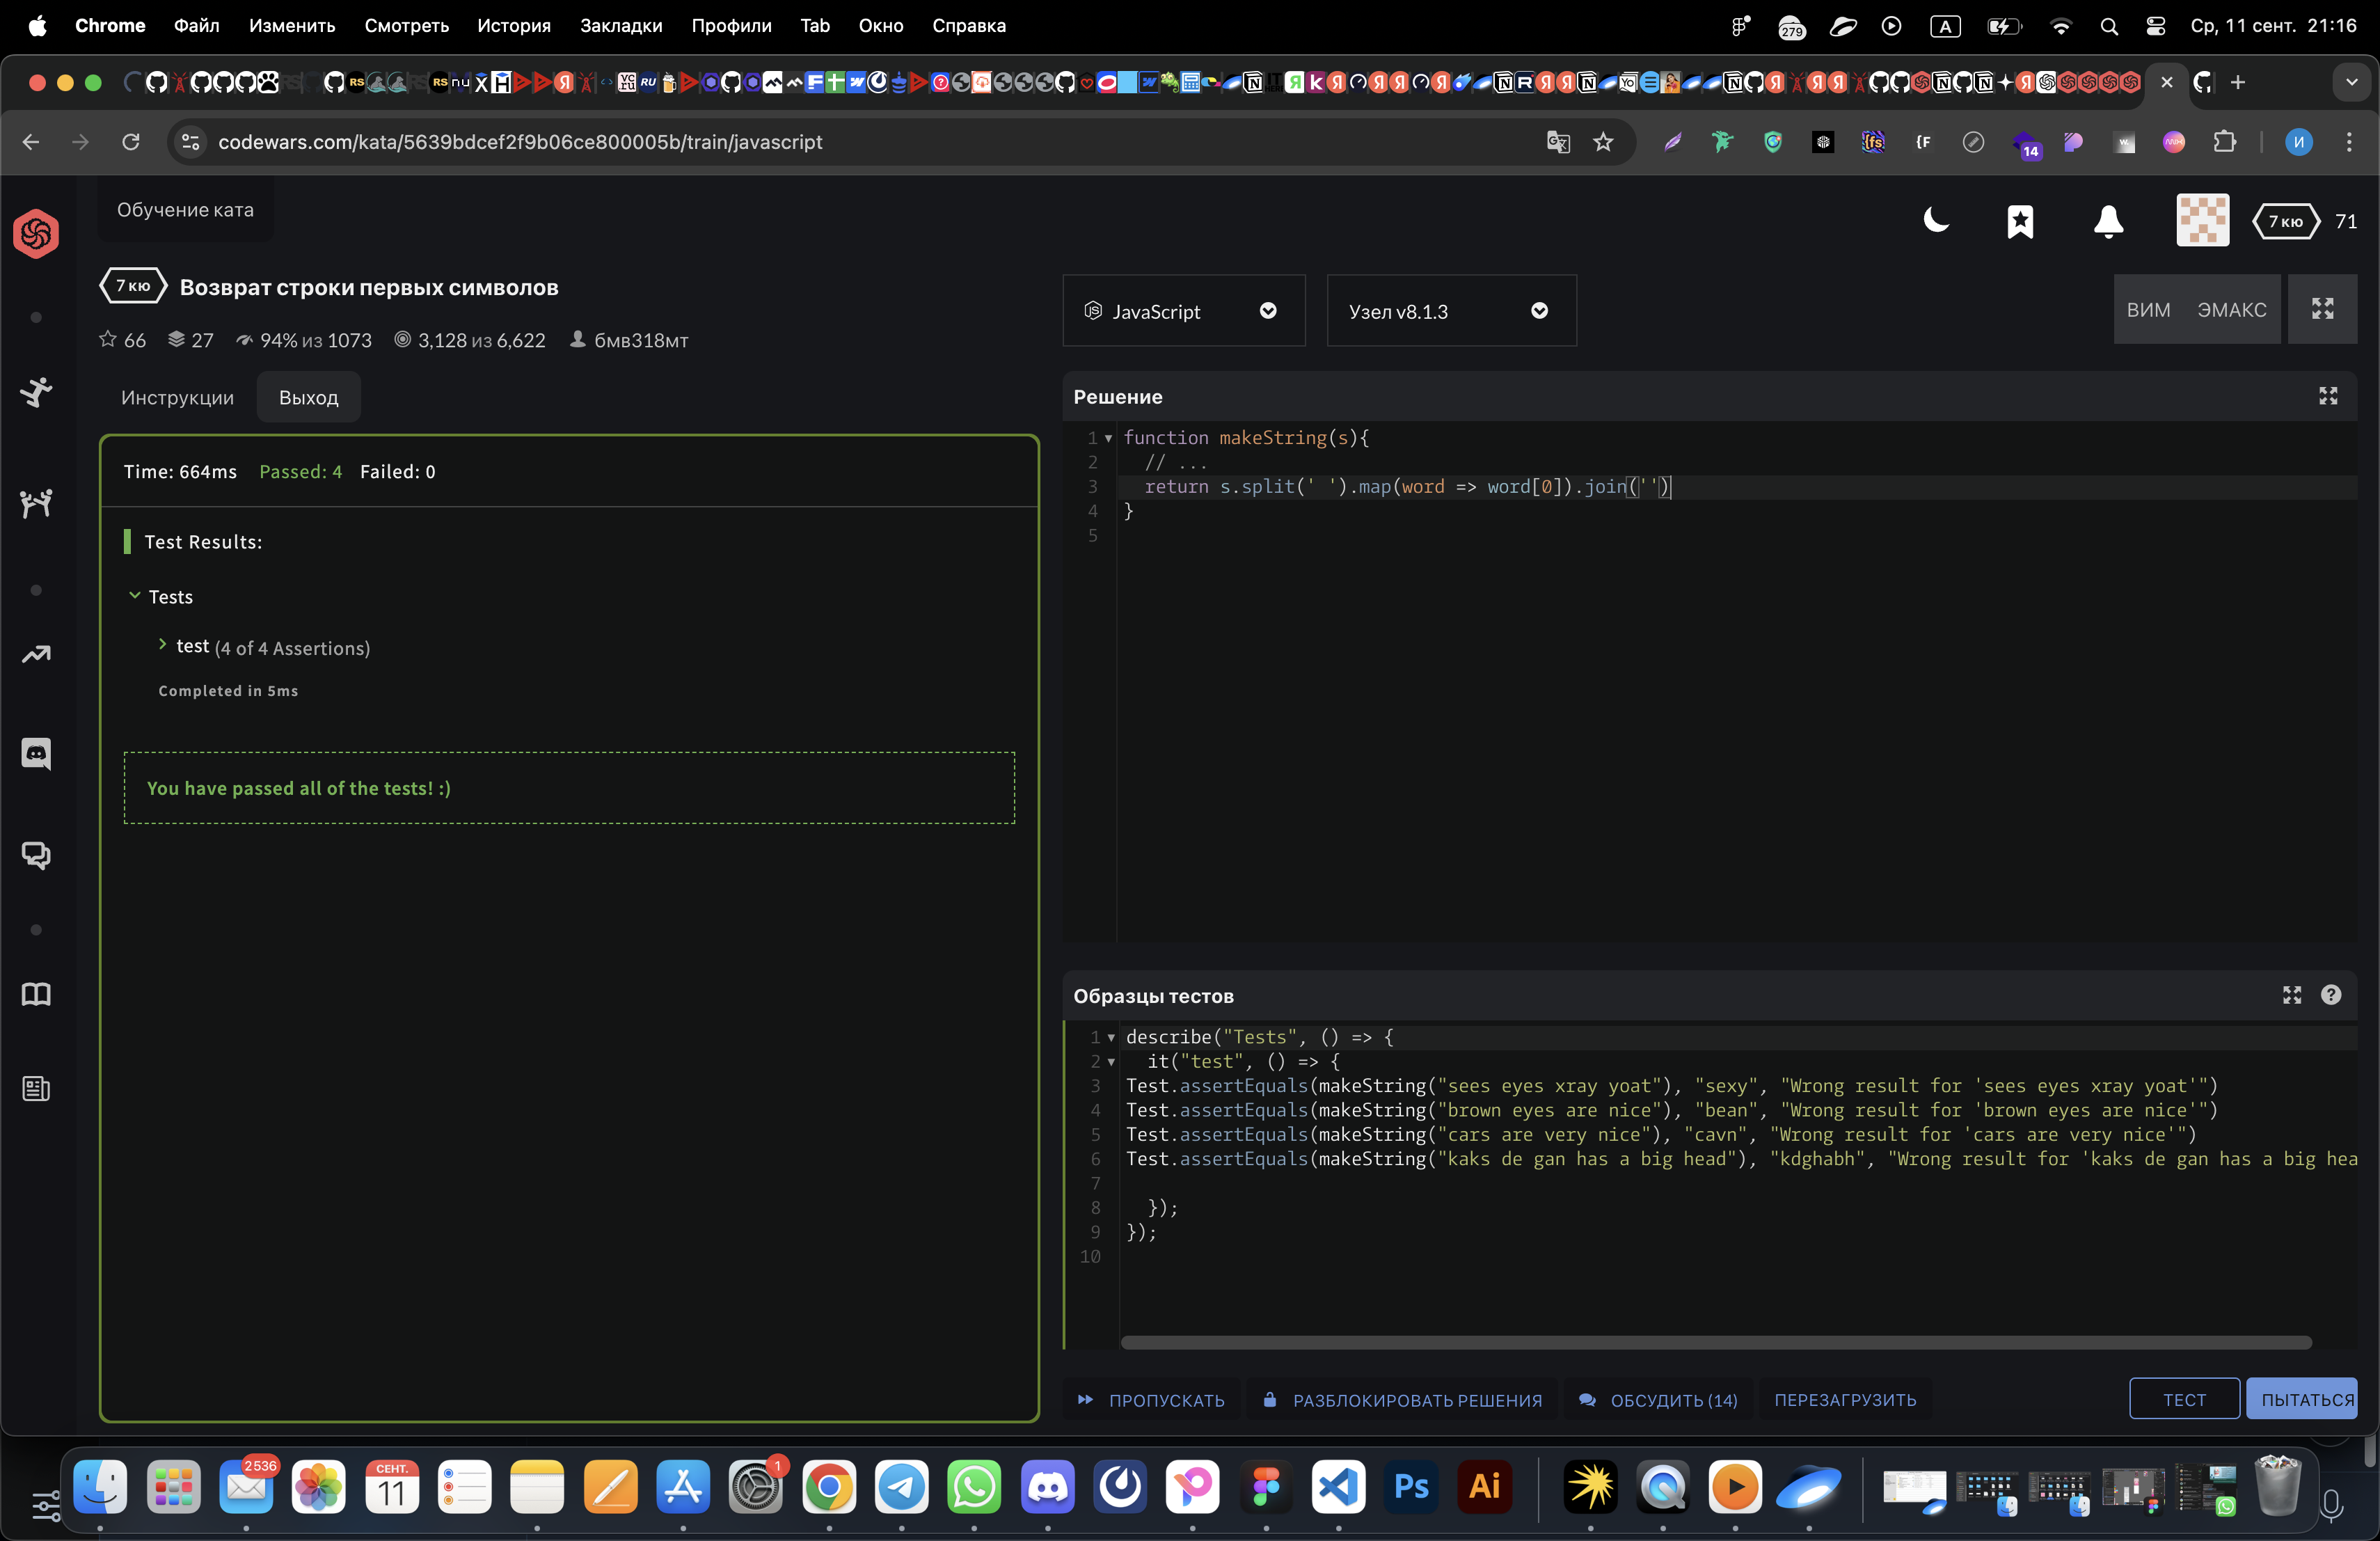 Chrome Файл Изменить Смотреть История Закладки Профили Tab Окно Справка
279 A Ср, 11 сент. 21:16
codewars.com/kata/5639bdcef2f9b06ce800005b/train/javascript
14 И
Обучение ката
7 кю 71
7 кю Возврат строки первых символов
66 27 94% из 1073 3,128 из 6,622 бмв318мт
JavaScript Узел v8.1.3 ВИМ ЭМАКС
Инструкции Выход
Time: 664ms Passed: 4 Failed: 0
Test Results:
Tests
test (4 of 4 Assertions)
Completed in 5ms
You have passed all of the tests! :)
Решение
1 function makeString(s){
2 // ...
3 return s.split(' ').map(word => word[0]).join('')
4 }
5
Образцы тестов
1 describe("Tests", () => {
2 it("test", () => {
3 Test.assertEquals(makeString("sees eyes xray yoat"), "sexy", "Wrong result for 'sees eyes xray yoat'")
4 Test.assertEquals(makeString("brown eyes are nice"), "bean", "Wrong result for 'brown eyes are nice'")
5 Test.assertEquals(makeString("cars are very nice"), "cavn", "Wrong result for 'cars are very nice'")
6 Test.assertEquals(makeString("kaks de gan has a big head"), "kdghabh", "Wrong result for 'kaks de gan has a big hea
7
8 });
9 });
10
ПРОПУСКАТЬ РАЗБЛОКИРОВАТЬ РЕШЕНИЯ ОБСУДИТЬ (14) ПЕРЕЗАГРУЗИТЬ ТЕСТ ПЫТАТЬСЯ
2 536 СЕНТ. 11 1 Ps Ai